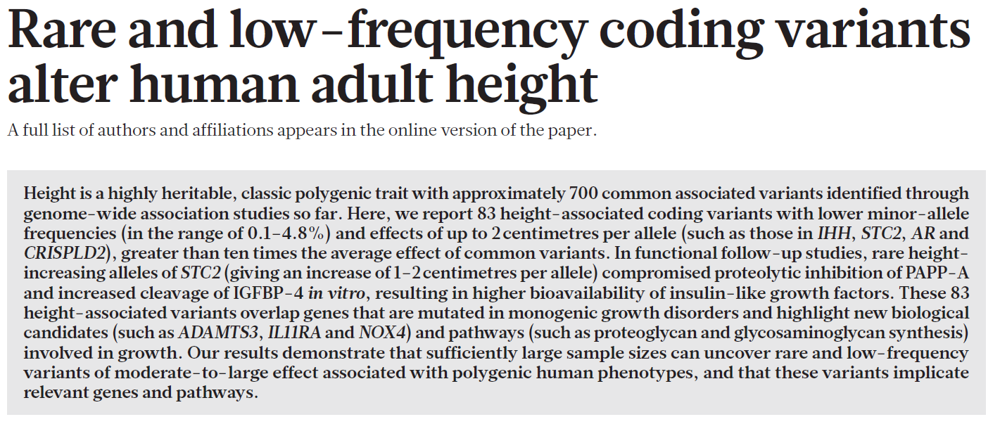 Rare and low-frequency coding variants
alter human adult height
A full list of authors and affiliations appears in the online version of the paper.
Height is a highly heritable, classic polygenic trait with approximately 700 common associated variants identified through
genome-wide association studies so far. Here, we report 83 height-associated coding variants with lower minor-allele
frequencies (in the range of 0.1–4.8%) and effects of up to 2 centimetres per allele (such as those in IHH, STC2, AR and
CRISPLD2), greater than ten times the average effect of common variants. In functional follow-up studies, rare height-
increasing alleles of STC2 (giving an increase of 1–2 centimetres per allele) compromised proteolytic inhibition of PAPP-A
and increased cleavage of IGFBP-4 in vitro, resulting in higher bioavailability of insulin-like growth factors. These 83
height-associated variants overlap genes that are mutated in monogenic growth disorders and highlight new biological
candidates (such as ADAMTS3, IL11RA and NOX4) and pathways (such as proteoglycan and glycosaminoglycan synthesis)
involved in growth. Our results demonstrate that sufficiently large sample sizes can uncover rare and low-frequency
variants of moderate-to-large effect associated with polygenic human phenotypes, and that these variants implicate
relevant genes and pathways.